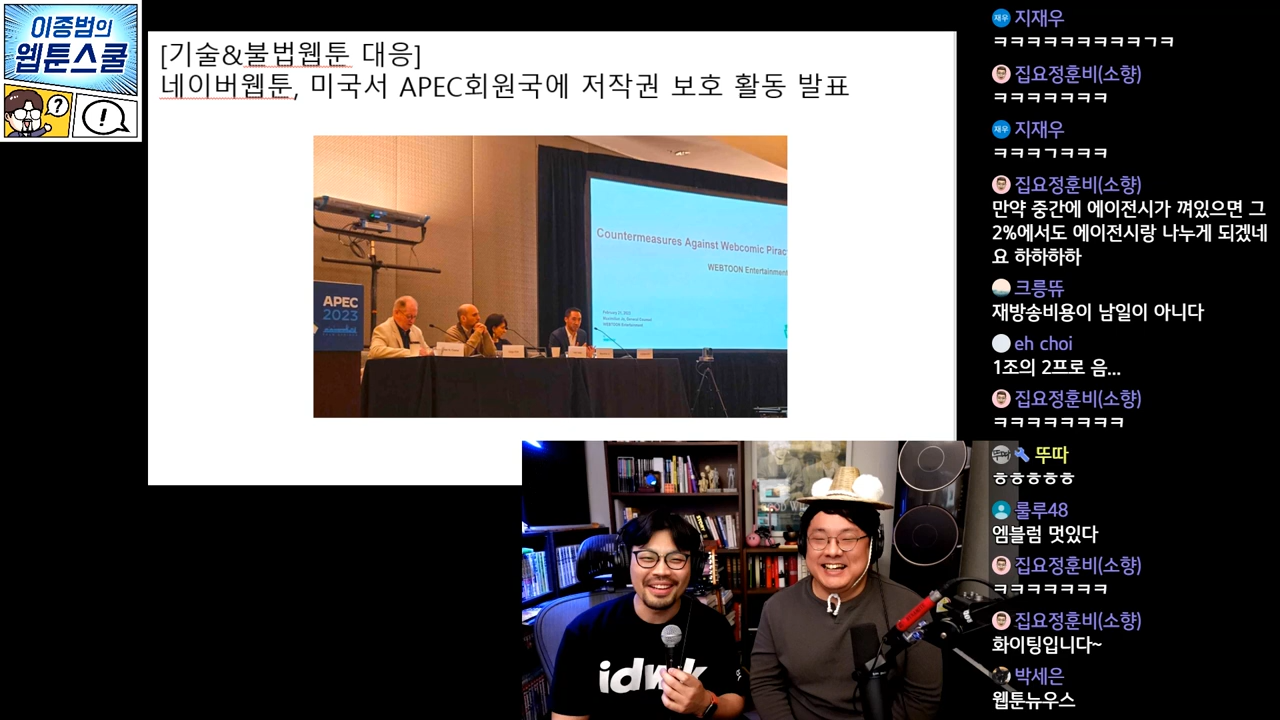 이종범의
웹툰스쿨
?
!
[기술&불법웹툰 대응]
네이버웹툰, 미국서 APEC회원국에 저작권 보호 활동 발표
Countermeasures Against Webcomic Pirac
WEBTOON Entertainment
APEC
2023
idwk
재우 지재우
ㅋㅋㅋㅋㅋㅋㅋㅋㅋㅋㄱㅋ
집요정훈비(소향)
ㅋㅋㅋㅋㅋㅋㅋ
재우 지재우
ㅋㅋㅋㄱㅋㅋㅋ
집요정훈비(소향)
만약 중간에 에이전시가 껴있으면 그
2%에서도 에이전시랑 나누게 되겠네
요 하하하하
크릉뜌
재방송비용이 남일이 아니다
eh choi
1조의 2프로 음...
집요정훈비(소향)
ㅋㅋㅋㅋㅋㅋㅋㅋ
뚜따
ㅎㅎㅎㅎㅎ
룰루48
엠블럼 멋있다
집요정훈비(소향)
ㅋㅋㅋㅋㅋㅋㅋ
집요정훈비(소향)
화이팅입니다~
박세은
웹툰뉴우스